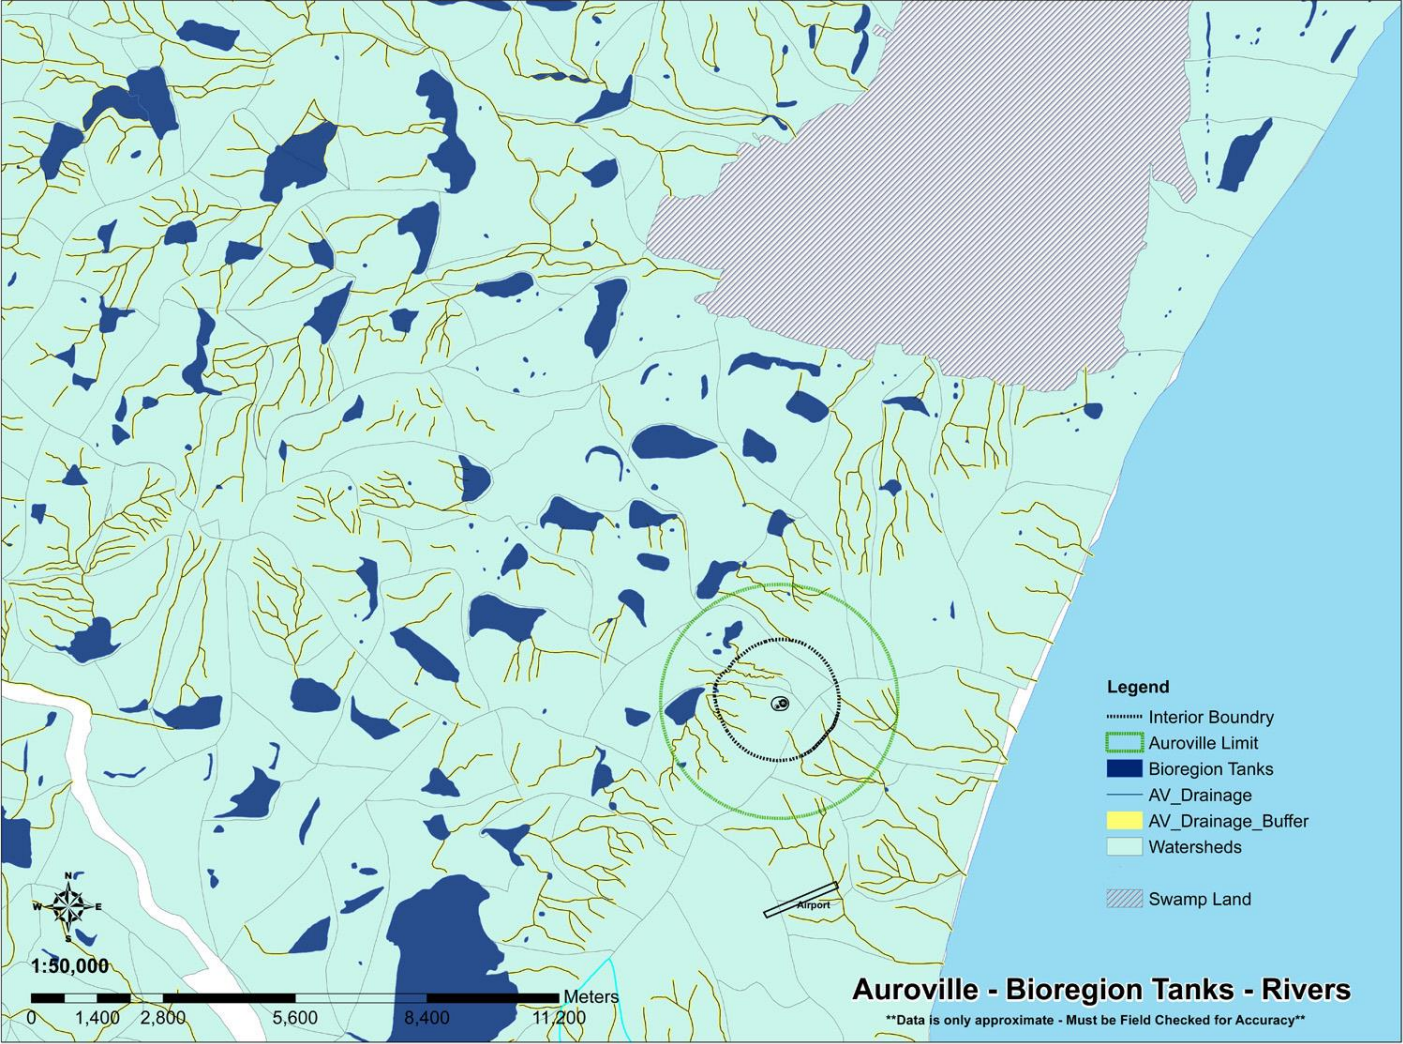 Legend
Interior Boundry
Auroville Limit
Bioregion Tanks
AV_Drainage
AV_Drainage_Buffer
Watersheds
Swamp Land
Airport
N
W E
S
1:50,000
Meters
0 1,400 2,800 5,600 8,400 11,200
Auroville - Bioregion Tanks - Rivers
**Data is only approximate - Must be Field Checked for Accuracy**